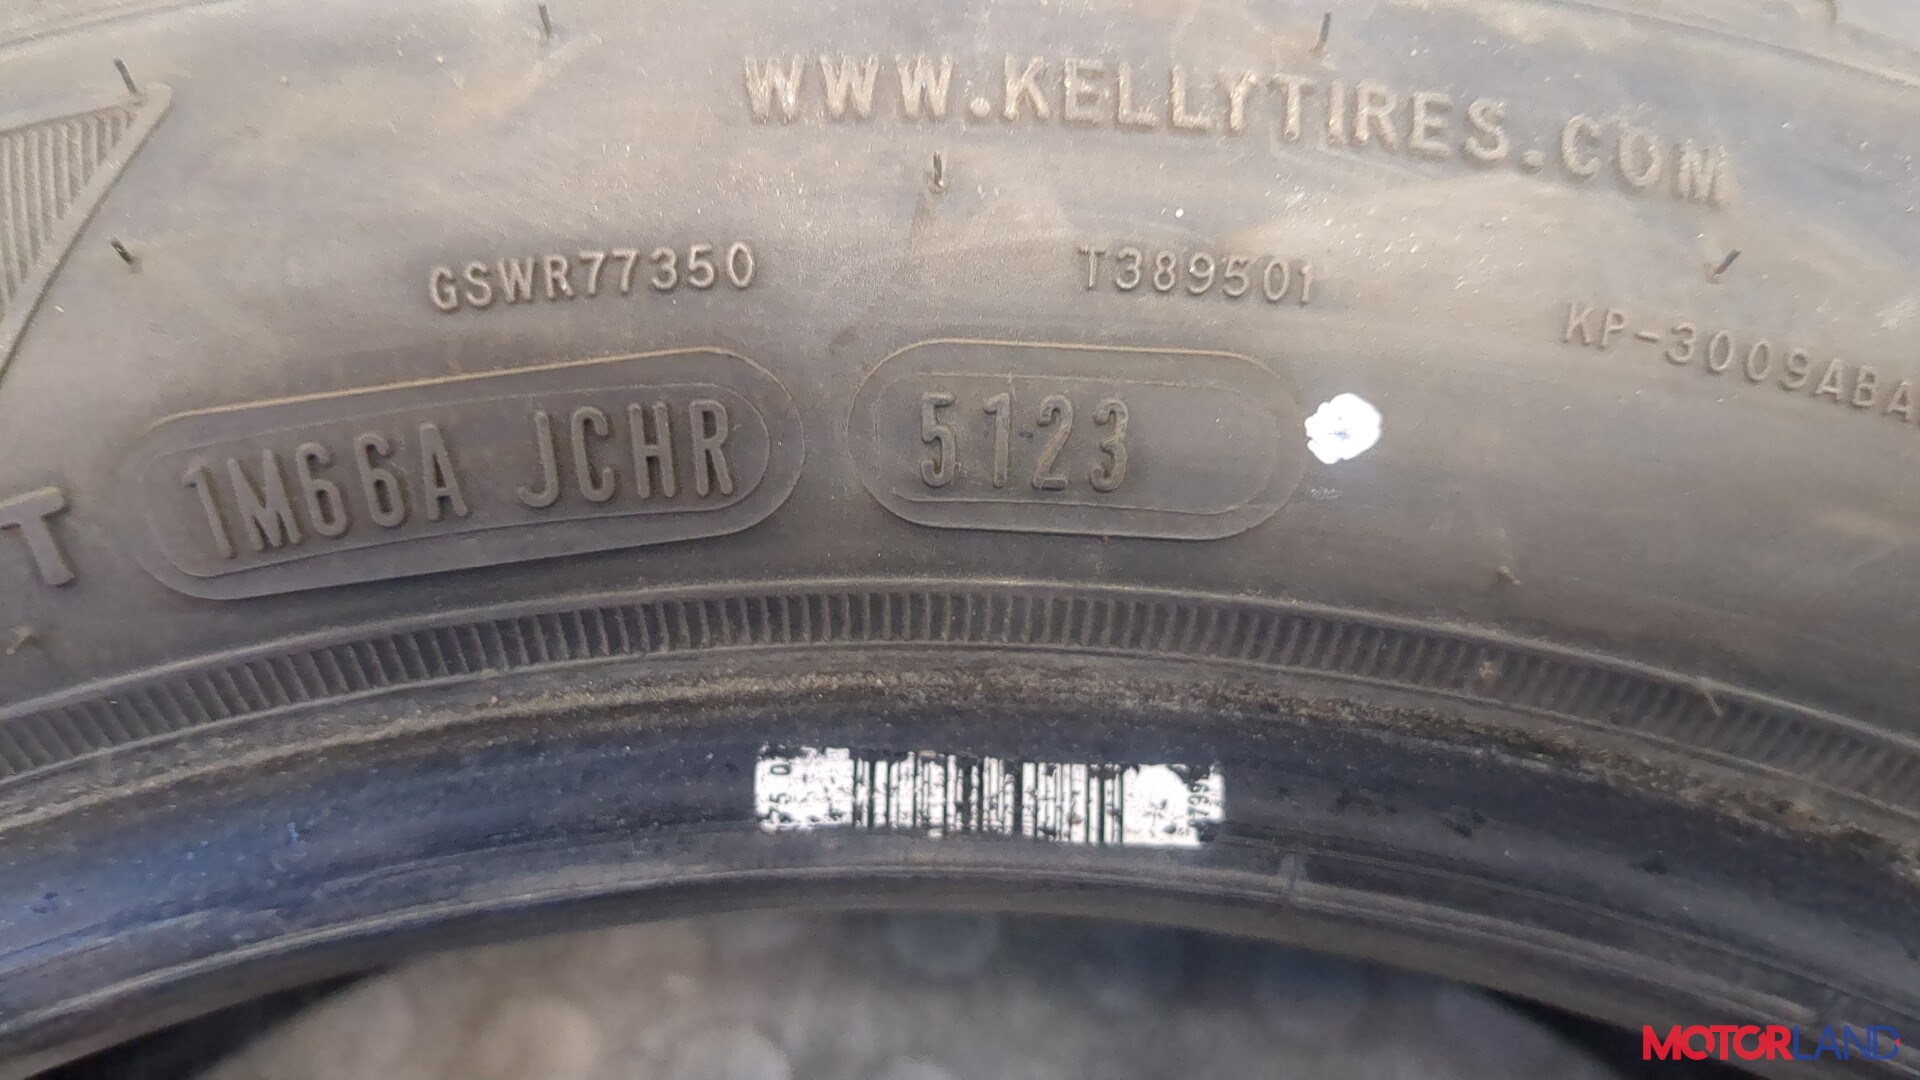 WWW.KELLYTIRES.COM
GSWR77350
T389501
KP-3009ABA
T
1M66A JCHR
5123
MOTORLAND